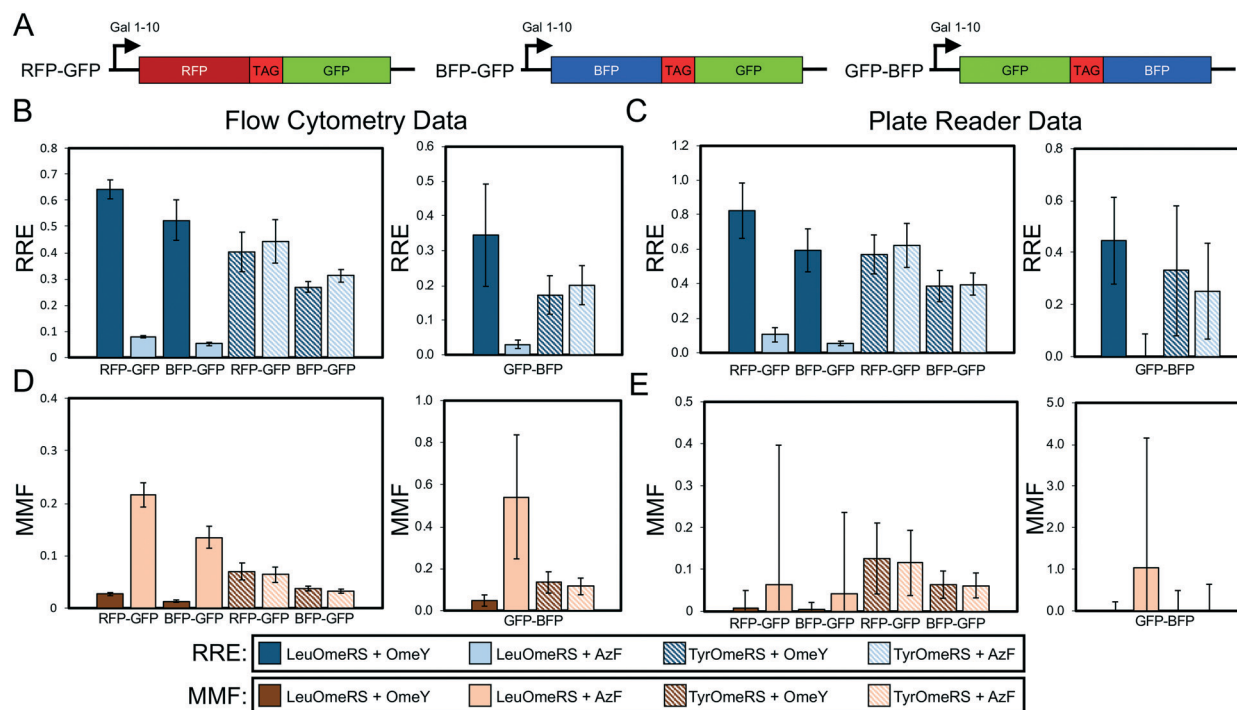 A
Gal 1-10
Gal 1-10
Gal 1-10
RFP-GFP
RFP
TAG
GFP
BFP-GFP
BFP
TAG
GFP
GFP-BFP
GFP
TAG
BFP
B
Flow Cytometry Data
C
Plate Reader Data
RRE
0.8
0.7
0.6
0.5
0.4
0.3
0.2
0.1
0
RFP-GFP BFP-GFP RFP-GFP BFP-GFP
RRE
0.6
0.5
0.4
0.3
0.2
0.1
0.0
GFP-BFP
RRE
1.2
1.0
0.8
0.6
0.4
0.2
0.0
RFP-GFP BFP-GFP RFP-GFP BFP-GFP
RRE
0.8
0.6
0.4
0.2
0.0
GFP-BFP
D
MMF
0.4
0.3
0.2
0.1
0
RFP-GFP BFP-GFP RFP-GFP BFP-GFP
MMF
1.0
0.8
0.6
0.4
0.2
0.0
GFP-BFP
E
MMF
0.5
0.4
0.3
0.2
0.1
0
RFP-GFP BFP-GFP RFP-GFP BFP-GFP
MMF
5.0
4.0
3.0
2.0
1.0
0.0
GFP-BFP
RRE: LeuOmeRS + OmeY LeuOmeRS + AzF TyrOmeRS + OmeY TyrOmeRS + AzF
MMF: LeuOmeRS + OmeY LeuOmeRS + AzF TyrOmeRS + OmeY TyrOmeRS + AzF